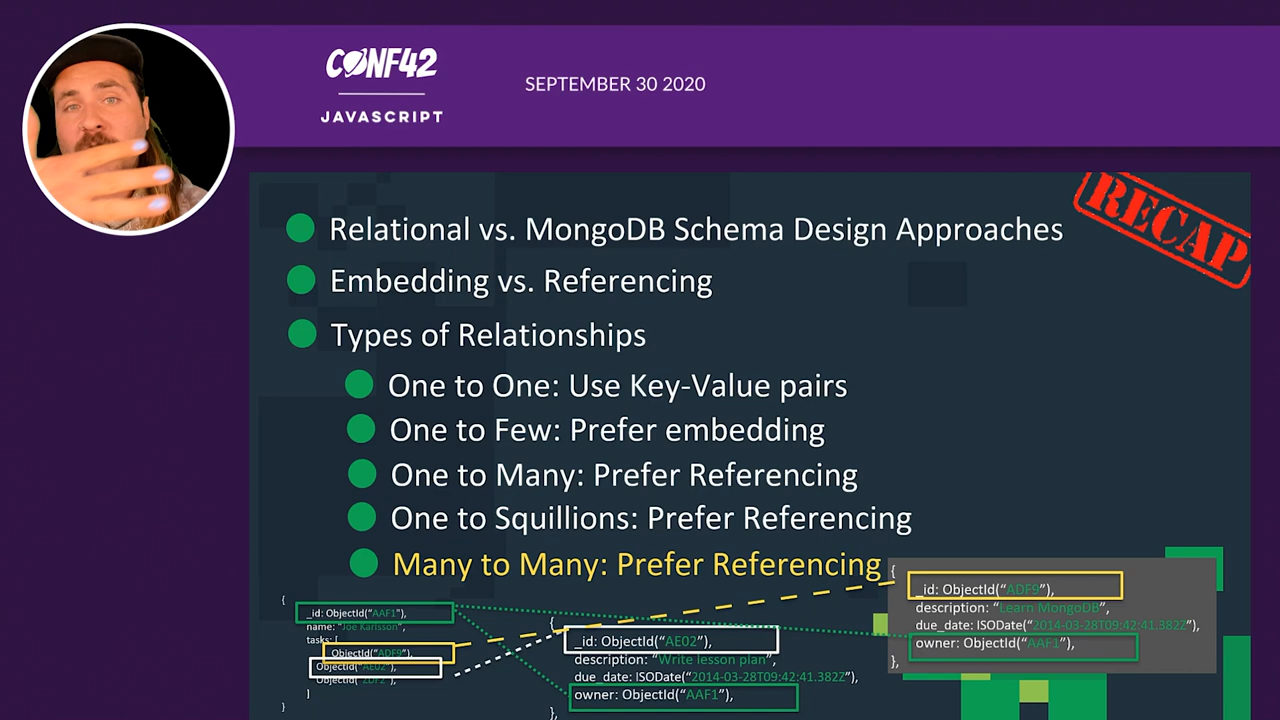 CONF42
JAVASCRIPT
SEPTEMBER 30 2020
RECAP
Relational vs. MongoDB Schema Design Approaches
Embedding vs. Referencing
Types of Relationships
One to One: Use Key-Value pairs
One to Few: Prefer embedding
One to Many: Prefer Referencing
One to Squillions: Prefer Referencing
Many to Many: Prefer Referencing
{
_id: ObjectId(“AAF1”),
name: “Joe Karlsson”,
tasks: [
ObjectId(“ADF9”),
ObjectId(“AE02”),
ObjectId(“ZDF2”),
]
}
{
_id: ObjectId(“AE02”),
description: “Write lesson plan”,
due_date: ISODate(“2014-03-28T09:42:41.382Z”),
owner: ObjectId(“AAF1”),
},
{
_id: ObjectId(“ADF9”),
description: “Learn MongoDB”,
due_date: ISODate(“2014-03-28T09:42:41.382Z”),
owner: ObjectId(“AAF1”),
},